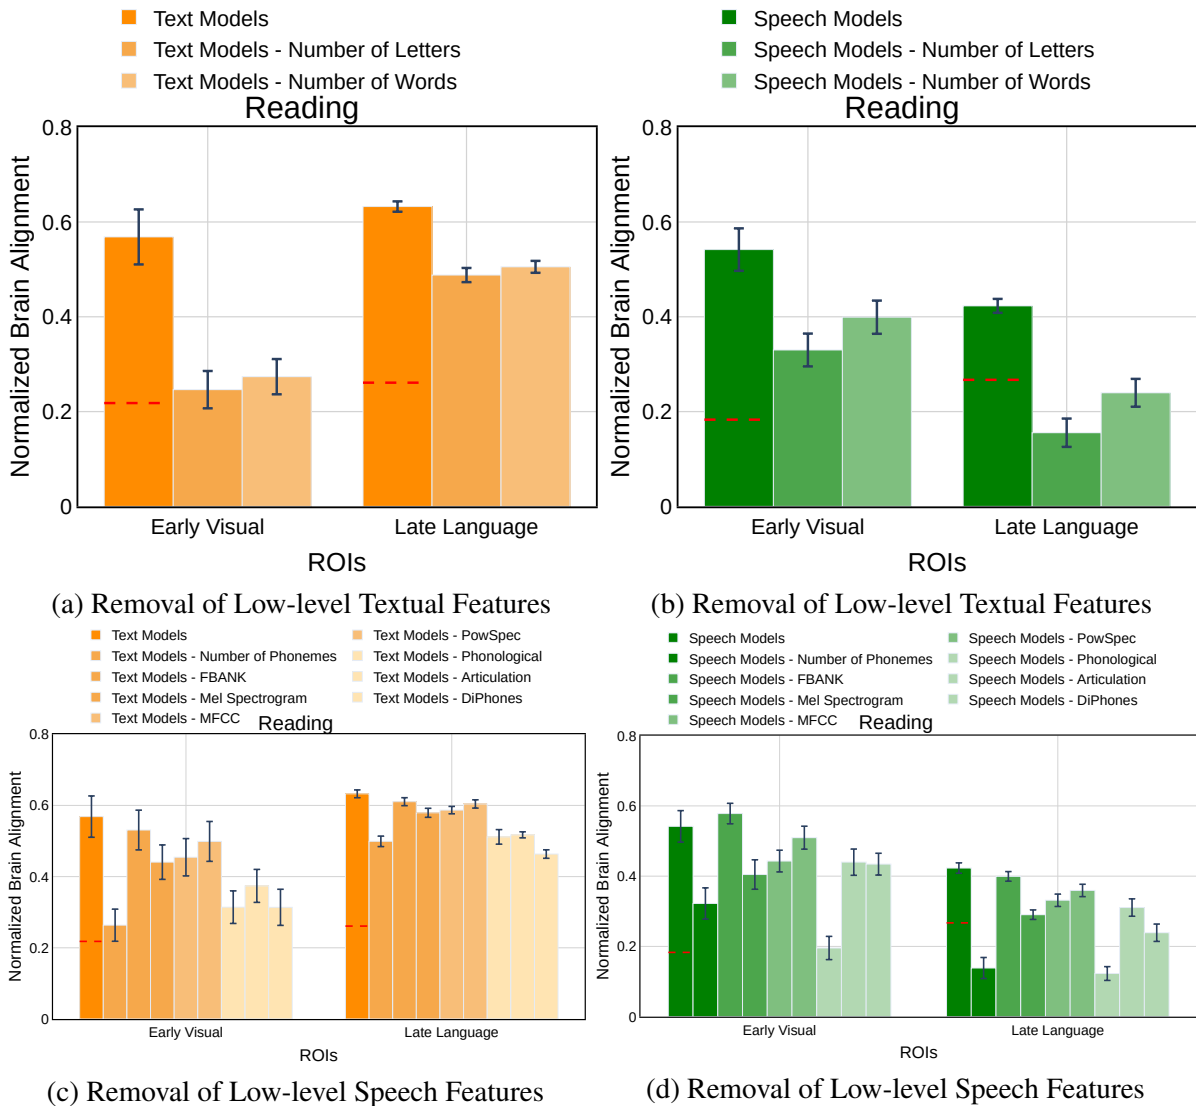 Text Models
Text Models - Number of Letters
Text Models - Number of Words
Reading
Normalized Brain Alignment
0.8
0.6
0.4
0.2
0
Early Visual
Late Language
ROIs
(a) Removal of Low-level Textual Features
Speech Models
Speech Models - Number of Letters
Speech Models - Number of Words
Reading
Normalized Brain Alignment
0.8
0.6
0.4
0.2
0
Early Visual
Late Language
ROIs
(b) Removal of Low-level Textual Features
Text Models
Text Models - Number of Phonemes
Text Models - FBANK
Text Models - Mel Spectrogram
Text Models - MFCC
Text Models - PowSpec
Text Models - Phonological
Text Models - Articulation
Text Models - DiPhones
Reading
Normalized Brain Alignment
0.8
0.6
0.4
0.2
0
Early Visual
Late Language
ROIs
(c) Removal of Low-level Speech Features
Speech Models
Speech Models - Number of Phonemes
Speech Models - FBANK
Speech Models - Mel Spectrogram
Speech Models - MFCC
Speech Models - PowSpec
Speech Models - Phonological
Speech Models - Articulation
Speech Models - DiPhones
Reading
Normalized Brain Alignment
0.8
0.6
0.4
0.2
0
Early Visual
Late Language
ROIs
(d) Removal of Low-level Speech Features